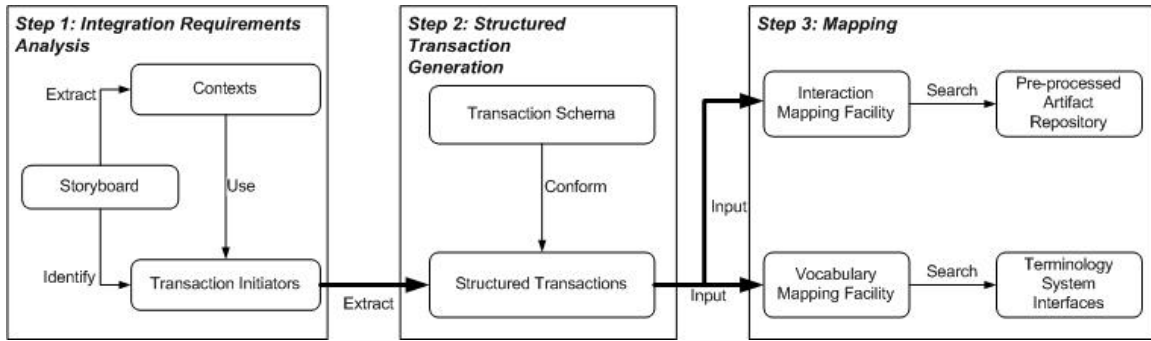 Step 1: Integration Requirements
Analysis
Extract
Contexts
Storyboard
Use
Identify
Transaction Initiators
Extract
Step 2: Structured
Transaction
Generation
Transaction Schema
Conform
Structured Transactions
Input
Input
Step 3: Mapping
Interaction
Mapping Facility
Search
Pre-processed
Artifact
Repository
Vocabulary
Mapping Facility
Search
Terminology
System
Interfaces